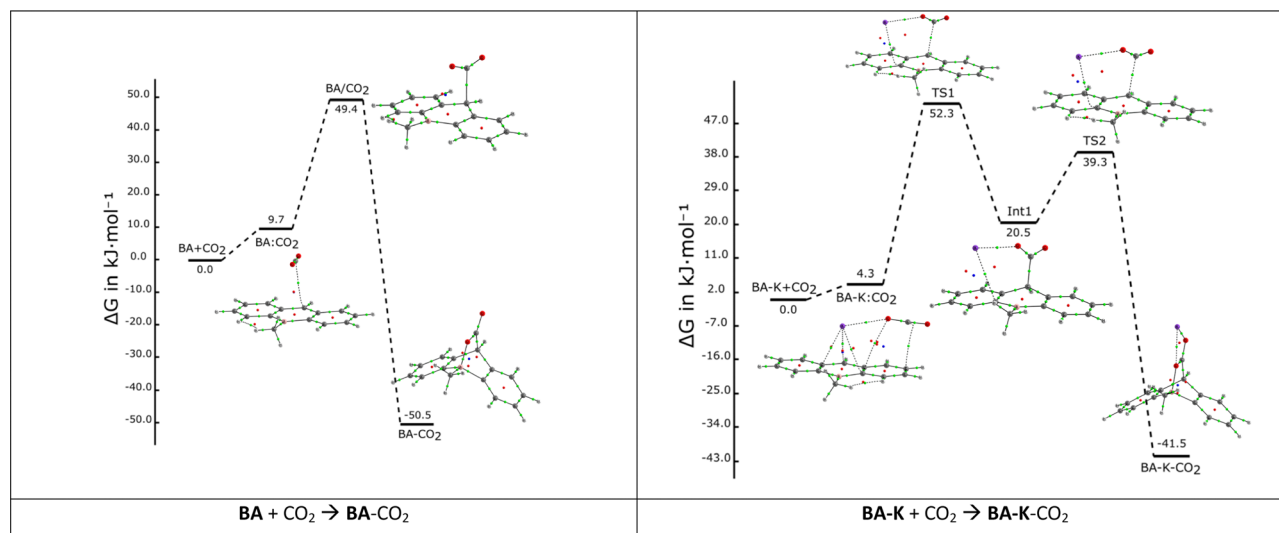 ΔG in kJ·mol⁻¹
50.0
40.0
30.0
20.0
10.0
0.0
-10.0
-20.0
-30.0
-40.0
-50.0
BA+CO₂
0.0
9.7
BA:CO₂
BA/CO₂
49.4
-50.5
BA-CO₂
ΔG in kJ·mol⁻¹
47.0
38.0
29.0
20.0
11.0
2.0
-7.0
-16.0
-25.0
-34.0
-43.0
BA-K+CO₂
0.0
4.3
BA-K:CO₂
TS1
52.3
Int1
20.5
TS2
39.3
-41.5
BA-K-CO₂
BA + CO₂ → BA-CO₂
BA-K + CO₂ → BA-K-CO₂